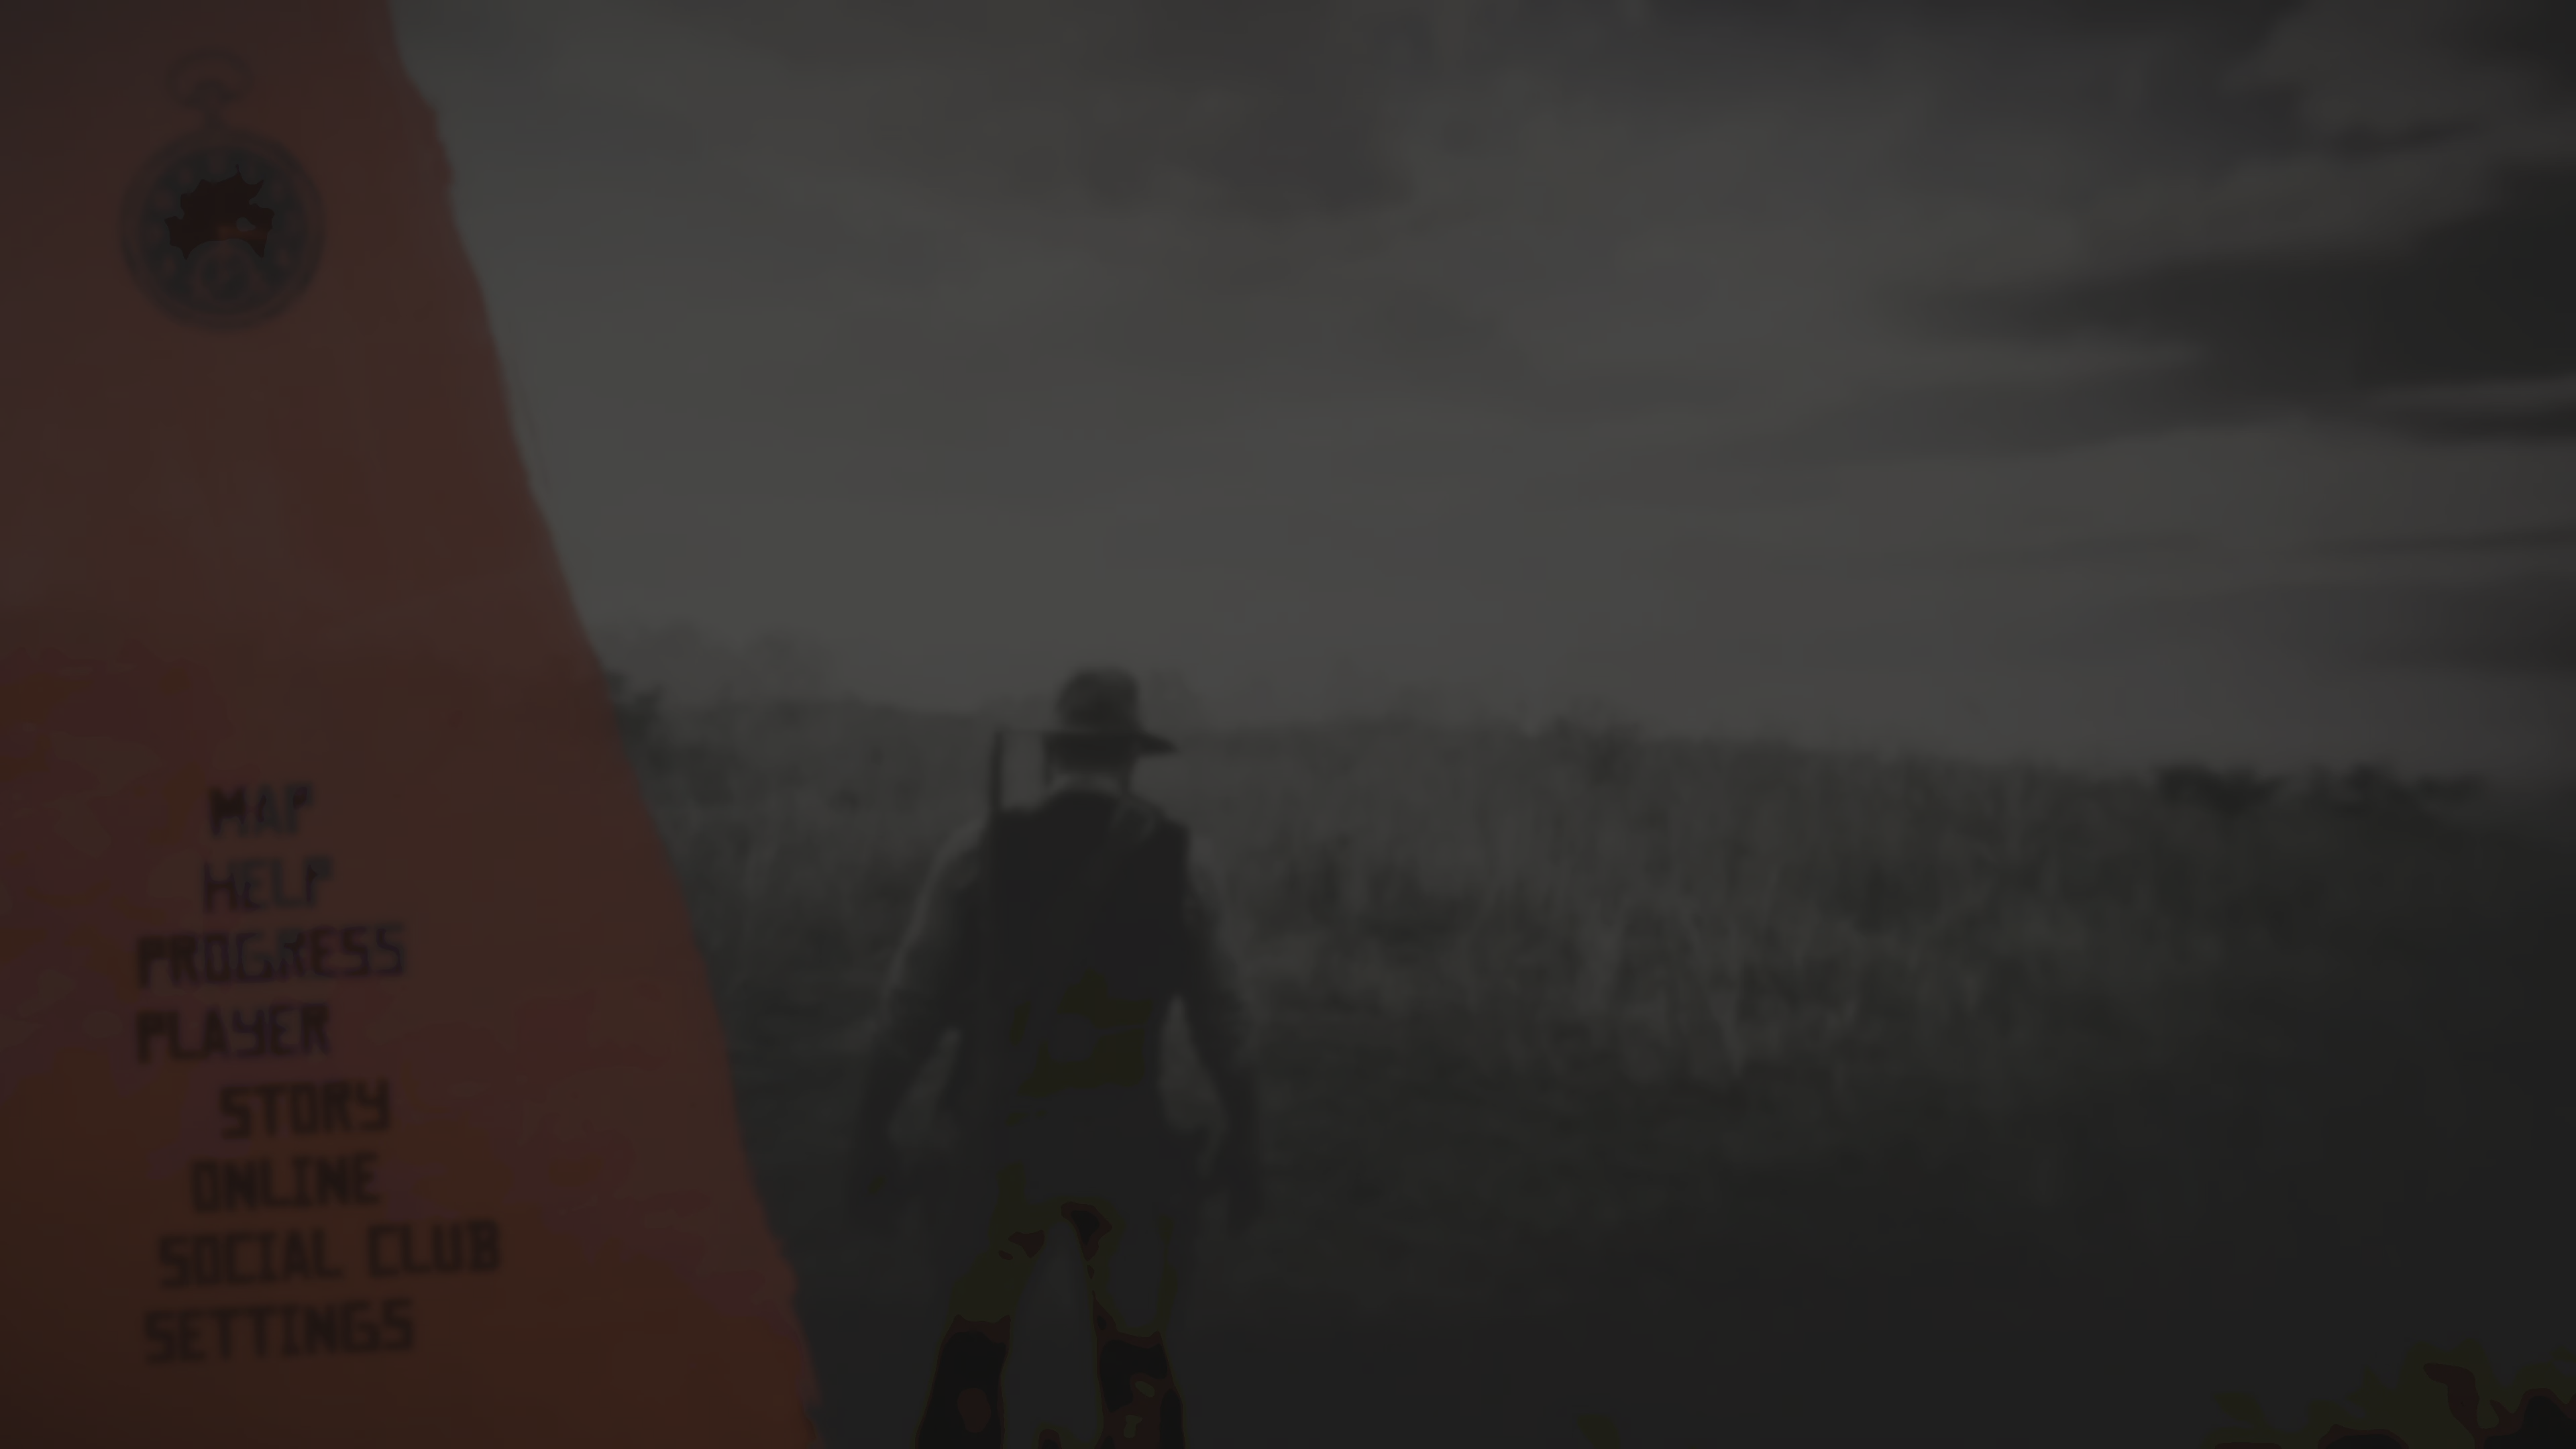 MAP
HELP
PROGRESS
PLAYER
STORY
ONLINE
SOCIAL CLUB
SETTINGS